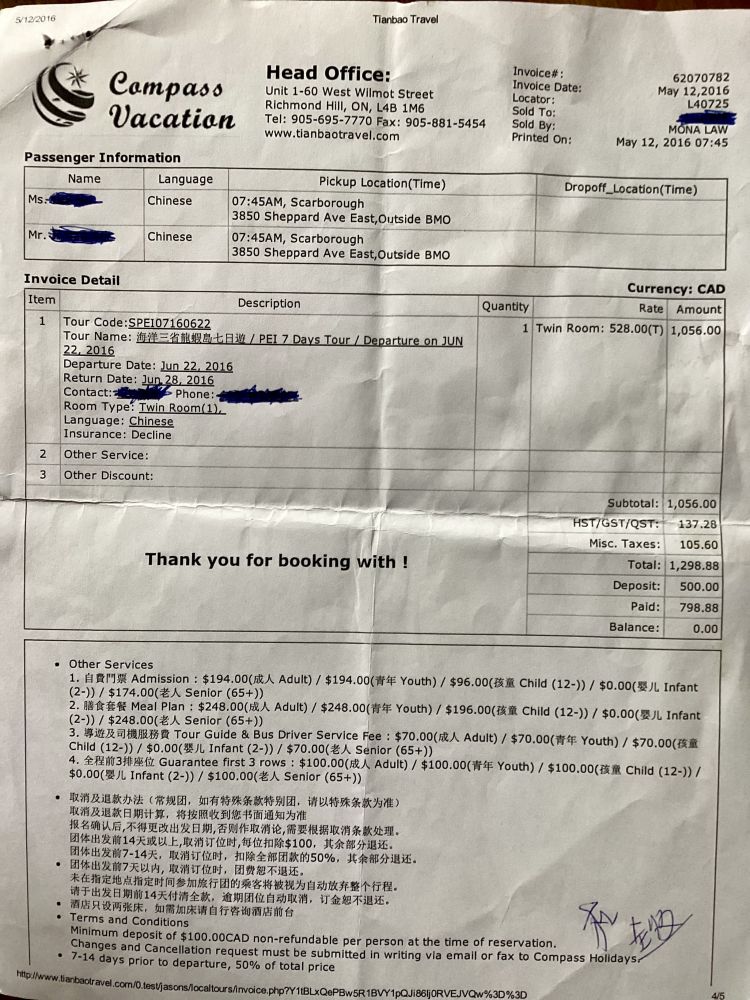 5/12/2016
Tianbao Travel
Compass
Vacation
Head Office:
Unit 1-60 West Wilmot Street
Richmond Hill, ON, L4B 1M6
Tel: 905-695-7770 Fax: 905-881-5454
www.tianbaotravel.com
Invoice#: 62070782
Invoice Date: May 12,2016
Locator: L40725
Sold To:
Sold By: MONA LAW
Printed On: May 12, 2016 07:45
Passenger Information
Name Language Pickup Location(Time) Dropoff_Location(Time)
Ms. Chinese 07:45AM, Scarborough
3850 Sheppard Ave East,Outside BMO
Mr. Chinese 07:45AM, Scarborough
3850 Sheppard Ave East,Outside BMO
Invoice Detail
Currency: CAD
Item Description Quantity Rate Amount
1 Tour Code:SPEI07160622 1 Twin Room: 528.00(T) 1,056.00
Tour Name: 海洋三省龍蝦島七日遊 / PEI 7 Days Tour / Departure on JUN
22, 2016
Departure Date: Jun 22, 2016
Return Date: Jun 28, 2016
Contact: Phone:
Room Type: Twin Room(1),
Language: Chinese
Insurance: Decline
2 Other Service:
3 Other Discount:
Subtotal: 1,056.00
HST/GST/QST: 137.28
Misc. Taxes: 105.60
Total: 1,298.88
Deposit: 500.00
Paid: 798.88
Balance: 0.00
Thank you for booking with !
• Other Services
1. 自費門票 Admission : $194.00(成人 Adult) / $194.00(青年 Youth) / $96.00(孩童 Child (12-)) / $0.00(嬰儿 Infant
(2-)) / $174.00(老人 Senior (65+))
2. 膳食套餐 Meal Plan : $248.00(成人 Adult) / $248.00(青年 Youth) / $196.00(孩童 Child (12-)) / $0.00(嬰儿 Infant
(2-)) / $248.00(老人 Senior (65+))
3. 導遊及司機服務費 Tour Guide & Bus Driver Service Fee : $70.00(成人 Adult) / $70.00(青年 Youth) / $70.00(孩童
Child (12-)) / $0.00(嬰儿 Infant (2-)) / $70.00(老人 Senior (65+))
4. 全程前3排座位 Guarantee first 3 rows : $100.00(成人 Adult) / $100.00(青年 Youth) / $100.00(孩童 Child (12-)) /
$0.00(嬰儿 Infant (2-)) / $100.00(老人 Senior (65+))
• 取消及退款办法（常规团，如有特殊条款特别团，请以特殊条款为准）
取消及退款日期计算，将按照收到您书面通知为准
报名确认后,不得更改出发日期,否则作取消论,需要根据取消条款处理。
团体出发前14天或以上,取消订位时,每位扣除$100，其余部分退还。
团体出发前7-14天，取消订位时，扣除全部团款的50%，其余部分退还。
• 团体出发前7天以内, 取消订位时，团费恕不退还。
未在指定地点指定时间参加旅行团的乘客将被视为自动放弃整个行程。
请于出发日期前14天付清全款，逾期团位自动取消，订金恕不退还。
• 酒店只设两张床，如需加床请自行咨询酒店前台
• Terms and Conditions
Minimum deposit of $100.00CAD non-refundable per person at the time of reservation.
Changes and Cancellation request must be submitted in writing via email or fax to Compass Holidays.
• 7-14 days prior to departure, 50% of total price
http://www.tianbaotravel.com/0.test/jasons/localtours/invoice.php?Y1tBLxQePBw5R1BVY1pQJi86Ij0RVEJVQw%3D%3D
4/5